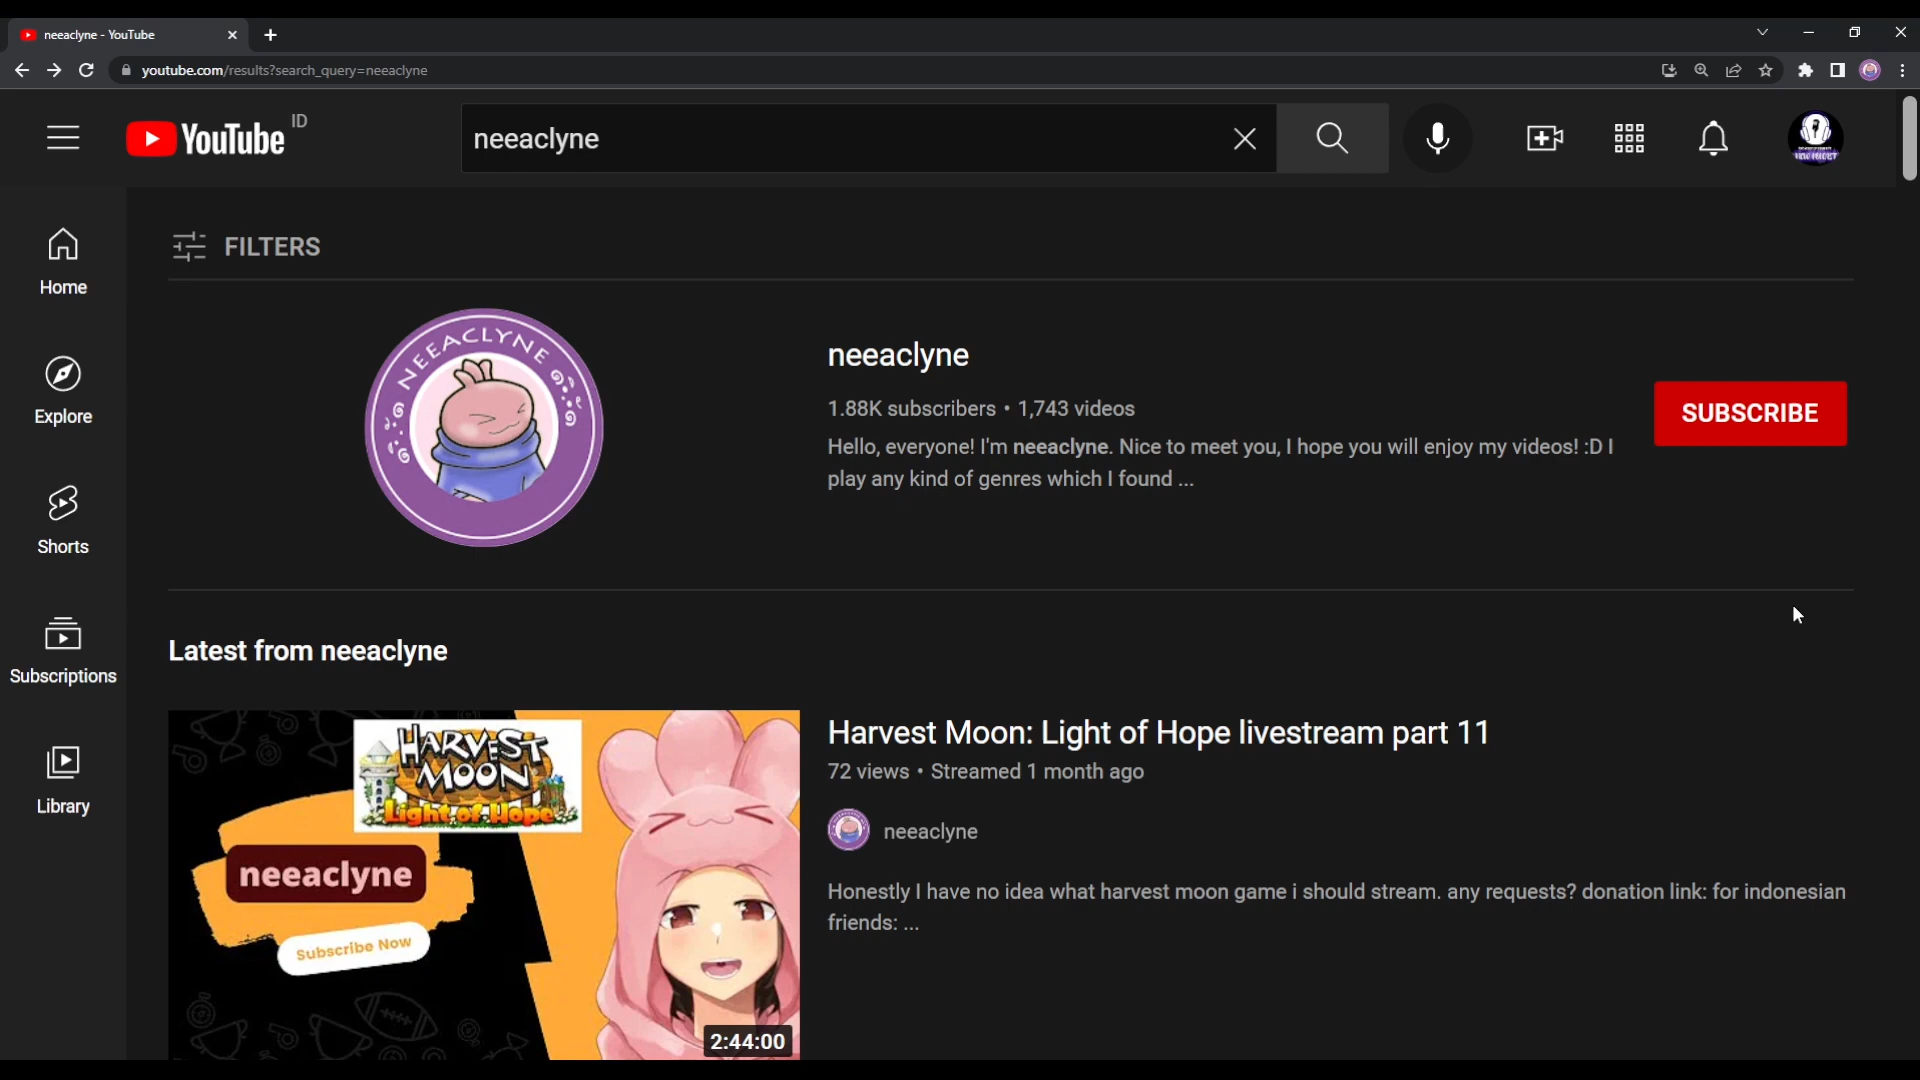 neeaclyne - YouTube
youtube.com/results?search_query=neeaclyne
YouTube ID
neeaclyne
FILTERS
Home
Explore
Shorts
Subscriptions
Library
NEEACLYNE
neeaclyne
1.88K subscribers • 1,743 videos
Hello, everyone! I'm neeaclyne. Nice to meet you, I hope you will enjoy my videos! :D I
play any kind of genres which I found ...
SUBSCRIBE
Latest from neeaclyne
HARVEST
MOON
Light of Hope
neeaclyne
Subscribe Now
2:44:00
Harvest Moon: Light of Hope livestream part 11
72 views • Streamed 1 month ago
neeaclyne
Honestly I have no idea what harvest moon game i should stream. any requests? donation link: for indonesian
friends: ...